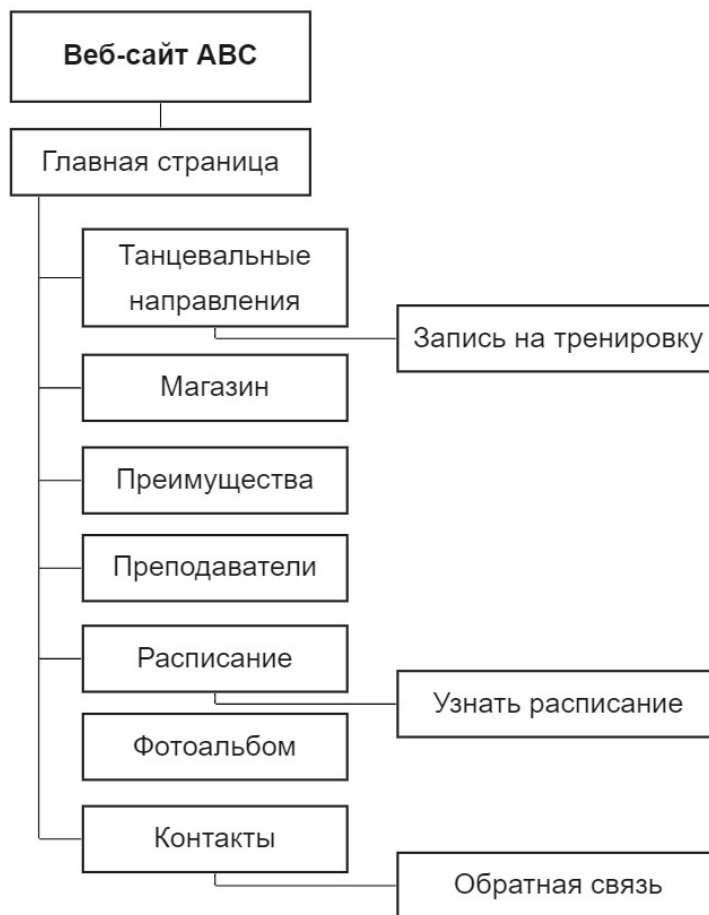 Веб-сайт АВС
Главная страница
Танцевальные
направления
Запись на тренировку
Магазин
Преимущества
Преподаватели
Расписание
Узнать расписание
Фотоальбом
Контакты
Обратная связь